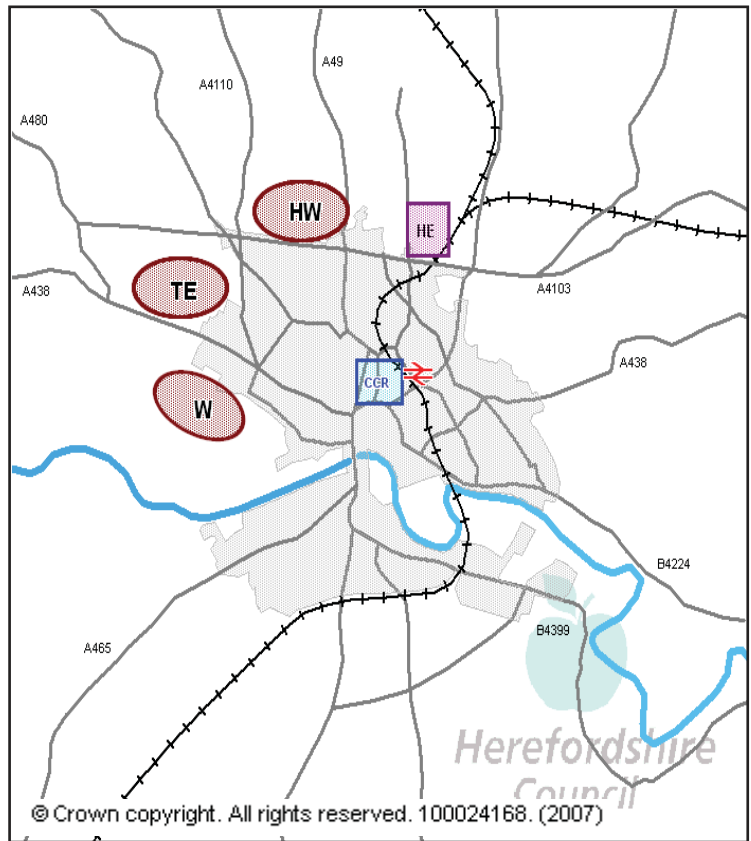 A49
A4110
A480
HW
HE
TE
A438
A4103
A438
CCR
W
B4224
B4399
A465
Herefordshire
Council
© Crown copyright. All rights reserved. 100024168. (2007)